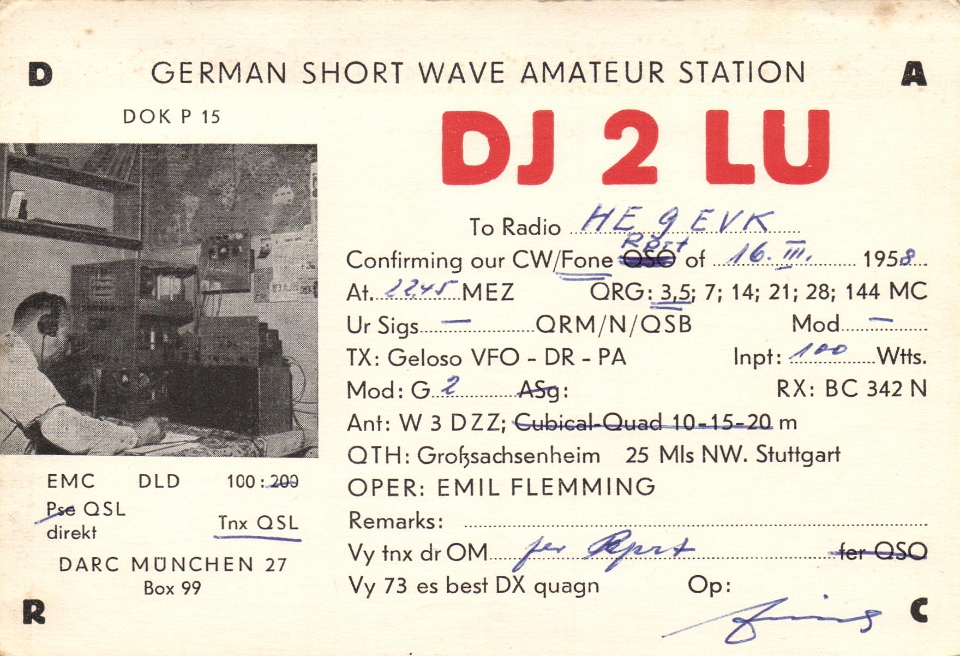 D A
GERMAN SHORT WAVE AMATEUR STATION
DOK P 15
DJ 2 LU
To Radio HE 9 EVK
Rprt
Confirming our CW/Fone QSO of 16. III. 1958
At. 2245 MEZ QRG: 3,5; 7; 14; 21; 28; 144 MC
Ur Sigs — QRM/N/QSB Mod —
TX: Geloso VFO - DR - PA Inpt: 100 Wtts.
Mod: G 2 ASg: RX: BC 342 N
Ant: W 3 DZZ; Cubical-Quad 10-15-20 m
QTH: Großsachsenheim 25 Mls NW. Stuttgart
OPER: EMIL FLEMMING
Remarks:
Vy tnx dr OM fer Rprt fer QSO
Vy 73 es best DX quagn Op:
EMC DLD 100:200
Pse QSL
direkt Tnx QSL
DARC MÜNCHEN 27
Box 99
R C